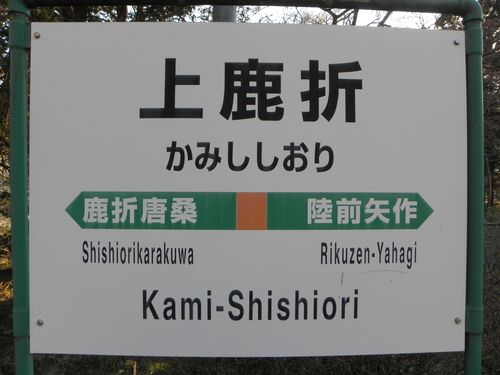 上鹿折
かみししおり
鹿折唐桑 陸前矢作
Shishiorikarakuwa Rikuzen-Yahagi
Kami-Shishiori